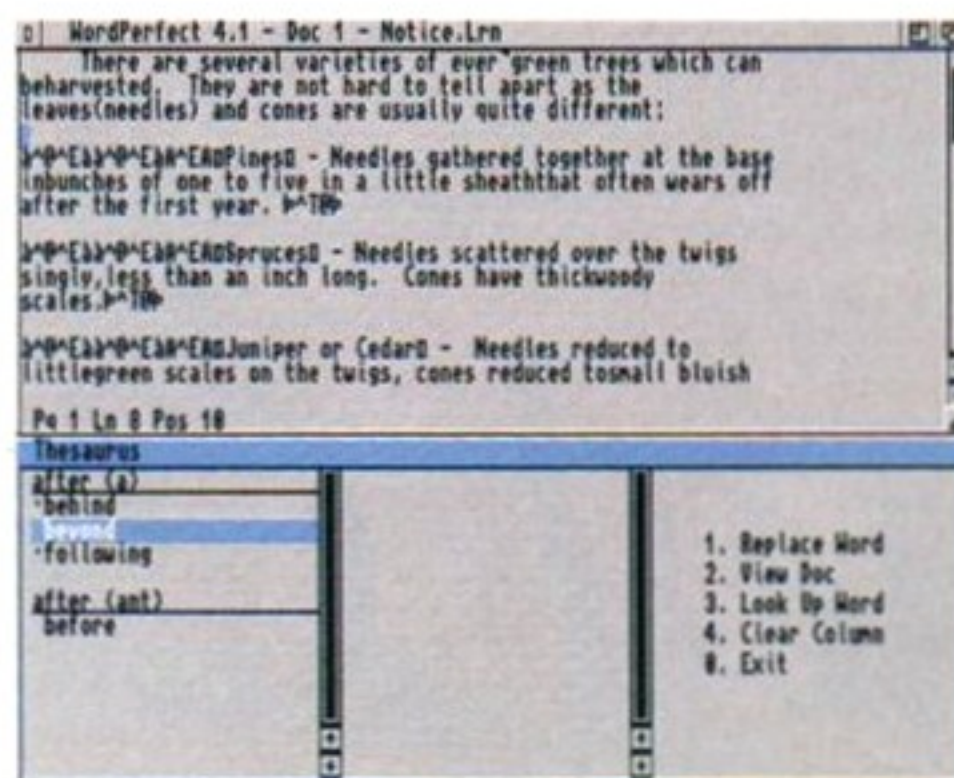 WordPerfect 4.1 - Doc 1 - Notice.Lrn
There are several varieties of ever`green trees which can
beharvested. They are not hard to tell apart as the
leaves(needles) and cones are usually quite different:
Pines - Needles gathered together at the base
inbunches of one to five in a little sheaththat often wears off
after the first year.
Spruces - Needles scattered over the twigs
singly,less than an inch long. Cones have thickwoody
scales.
Juniper or Cedar - Needles reduced to
littlegreen scales on the twigs, cones reduced tosmall bluish
Pg 1 Ln 8 Pos 10
Thesaurus
after (a)
·behind
beyond
·following
after (ant)
before
1. Replace Word
2. View Doc
3. Look Up Word
4. Clear Column
0. Exit